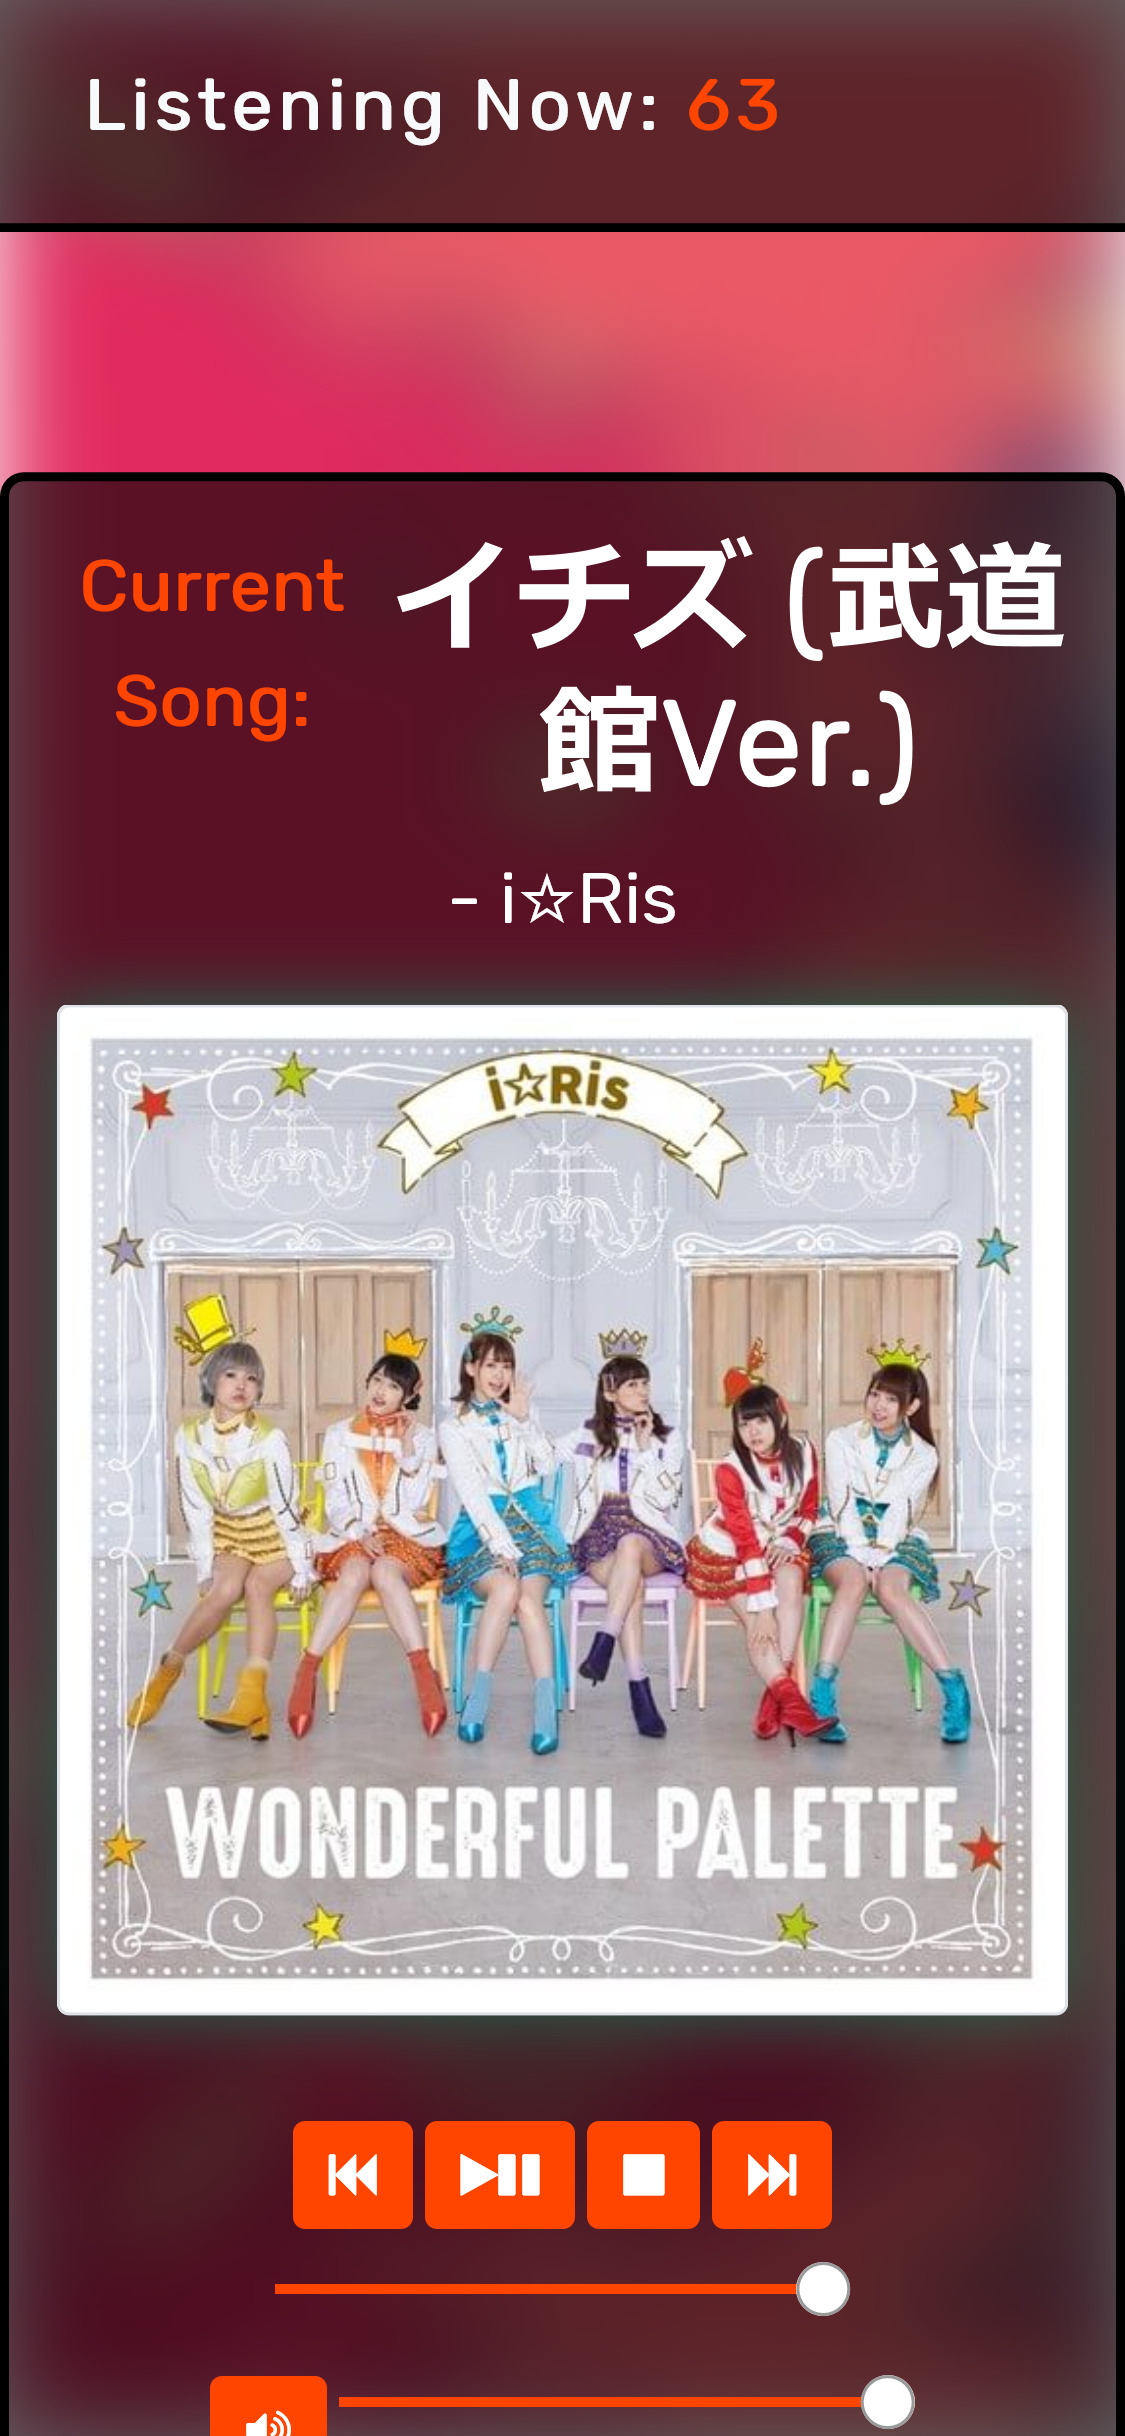 Listening Now: 63
Current
Song:
イチズ (武道
館Ver.)
- i☆Ris
i☆Ris
WONDERFUL PALETTE